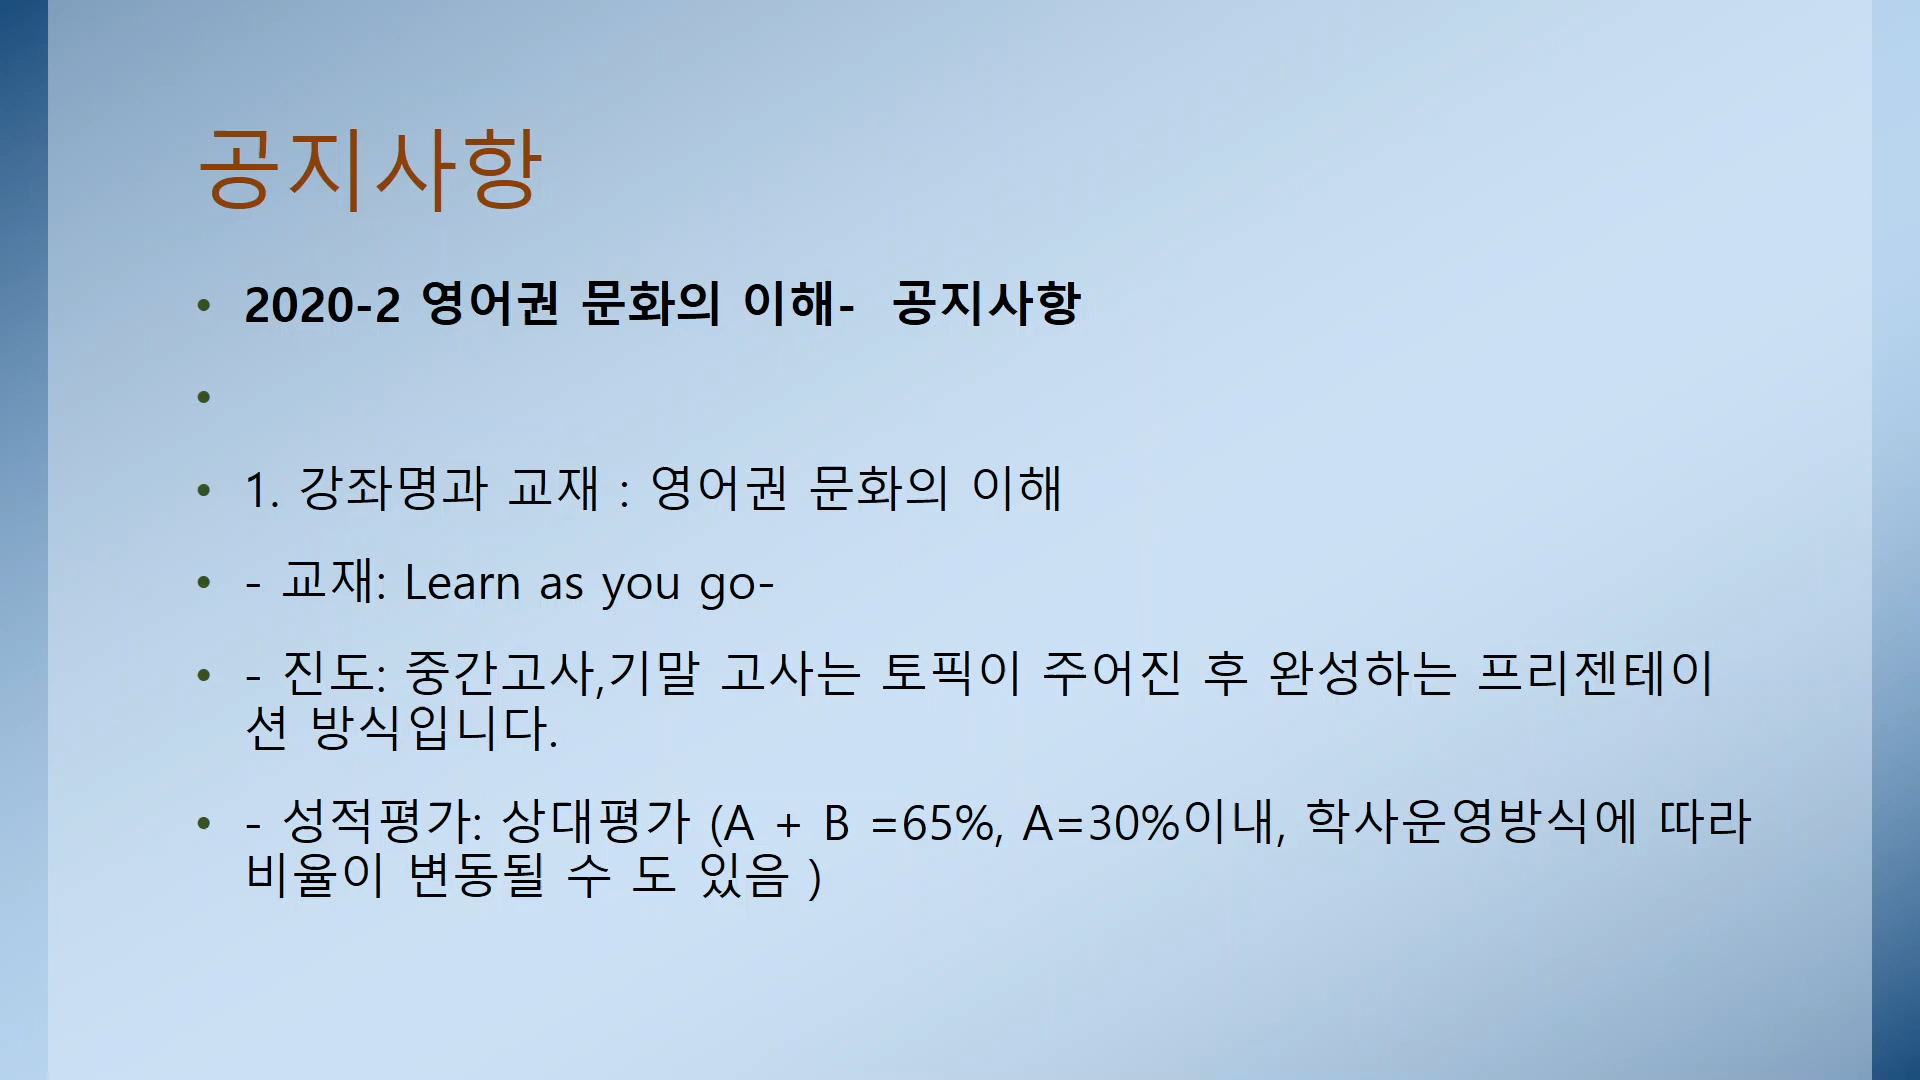 공지사항
• 2020-2 영어권 문화의 이해- 공지사항
•
• 1. 강좌명과 교재 : 영어권 문화의 이해
• - 교재: Learn as you go-
• - 진도: 중간고사,기말 고사는 토픽이 주어진 후 완성하는 프리젠테이
션 방식입니다.
• - 성적평가: 상대평가 (A + B =65%, A=30%이내, 학사운영방식에 따라
비율이 변동될 수 도 있음 )